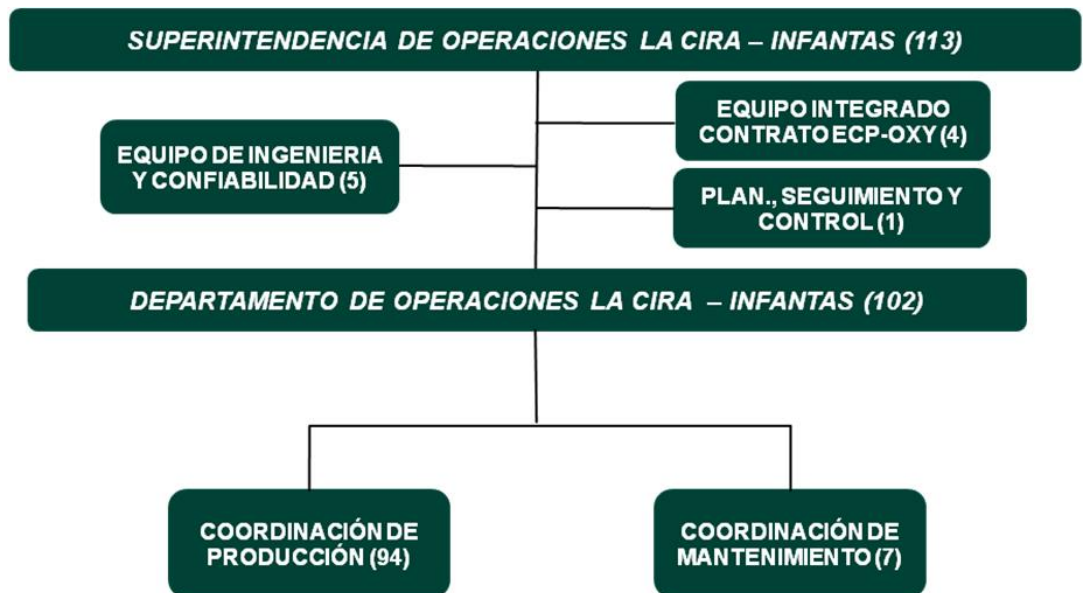 SUPERINTENDENCIA DE OPERACIONES LA CIRA – INFANTAS (113)
EQUIPO INTEGRADO
CONTRATO ECP-OXY (4)
EQUIPO DE INGENIERIA
Y CONFIABILIDAD (5)
PLAN., SEGUIMIENTO Y
CONTROL (1)
DEPARTAMENTO DE OPERACIONES LA CIRA – INFANTAS (102)
COORDINACIÓN DE
PRODUCCIÓN (94)
COORDINACIÓN DE
MANTENIMIENTO (7)